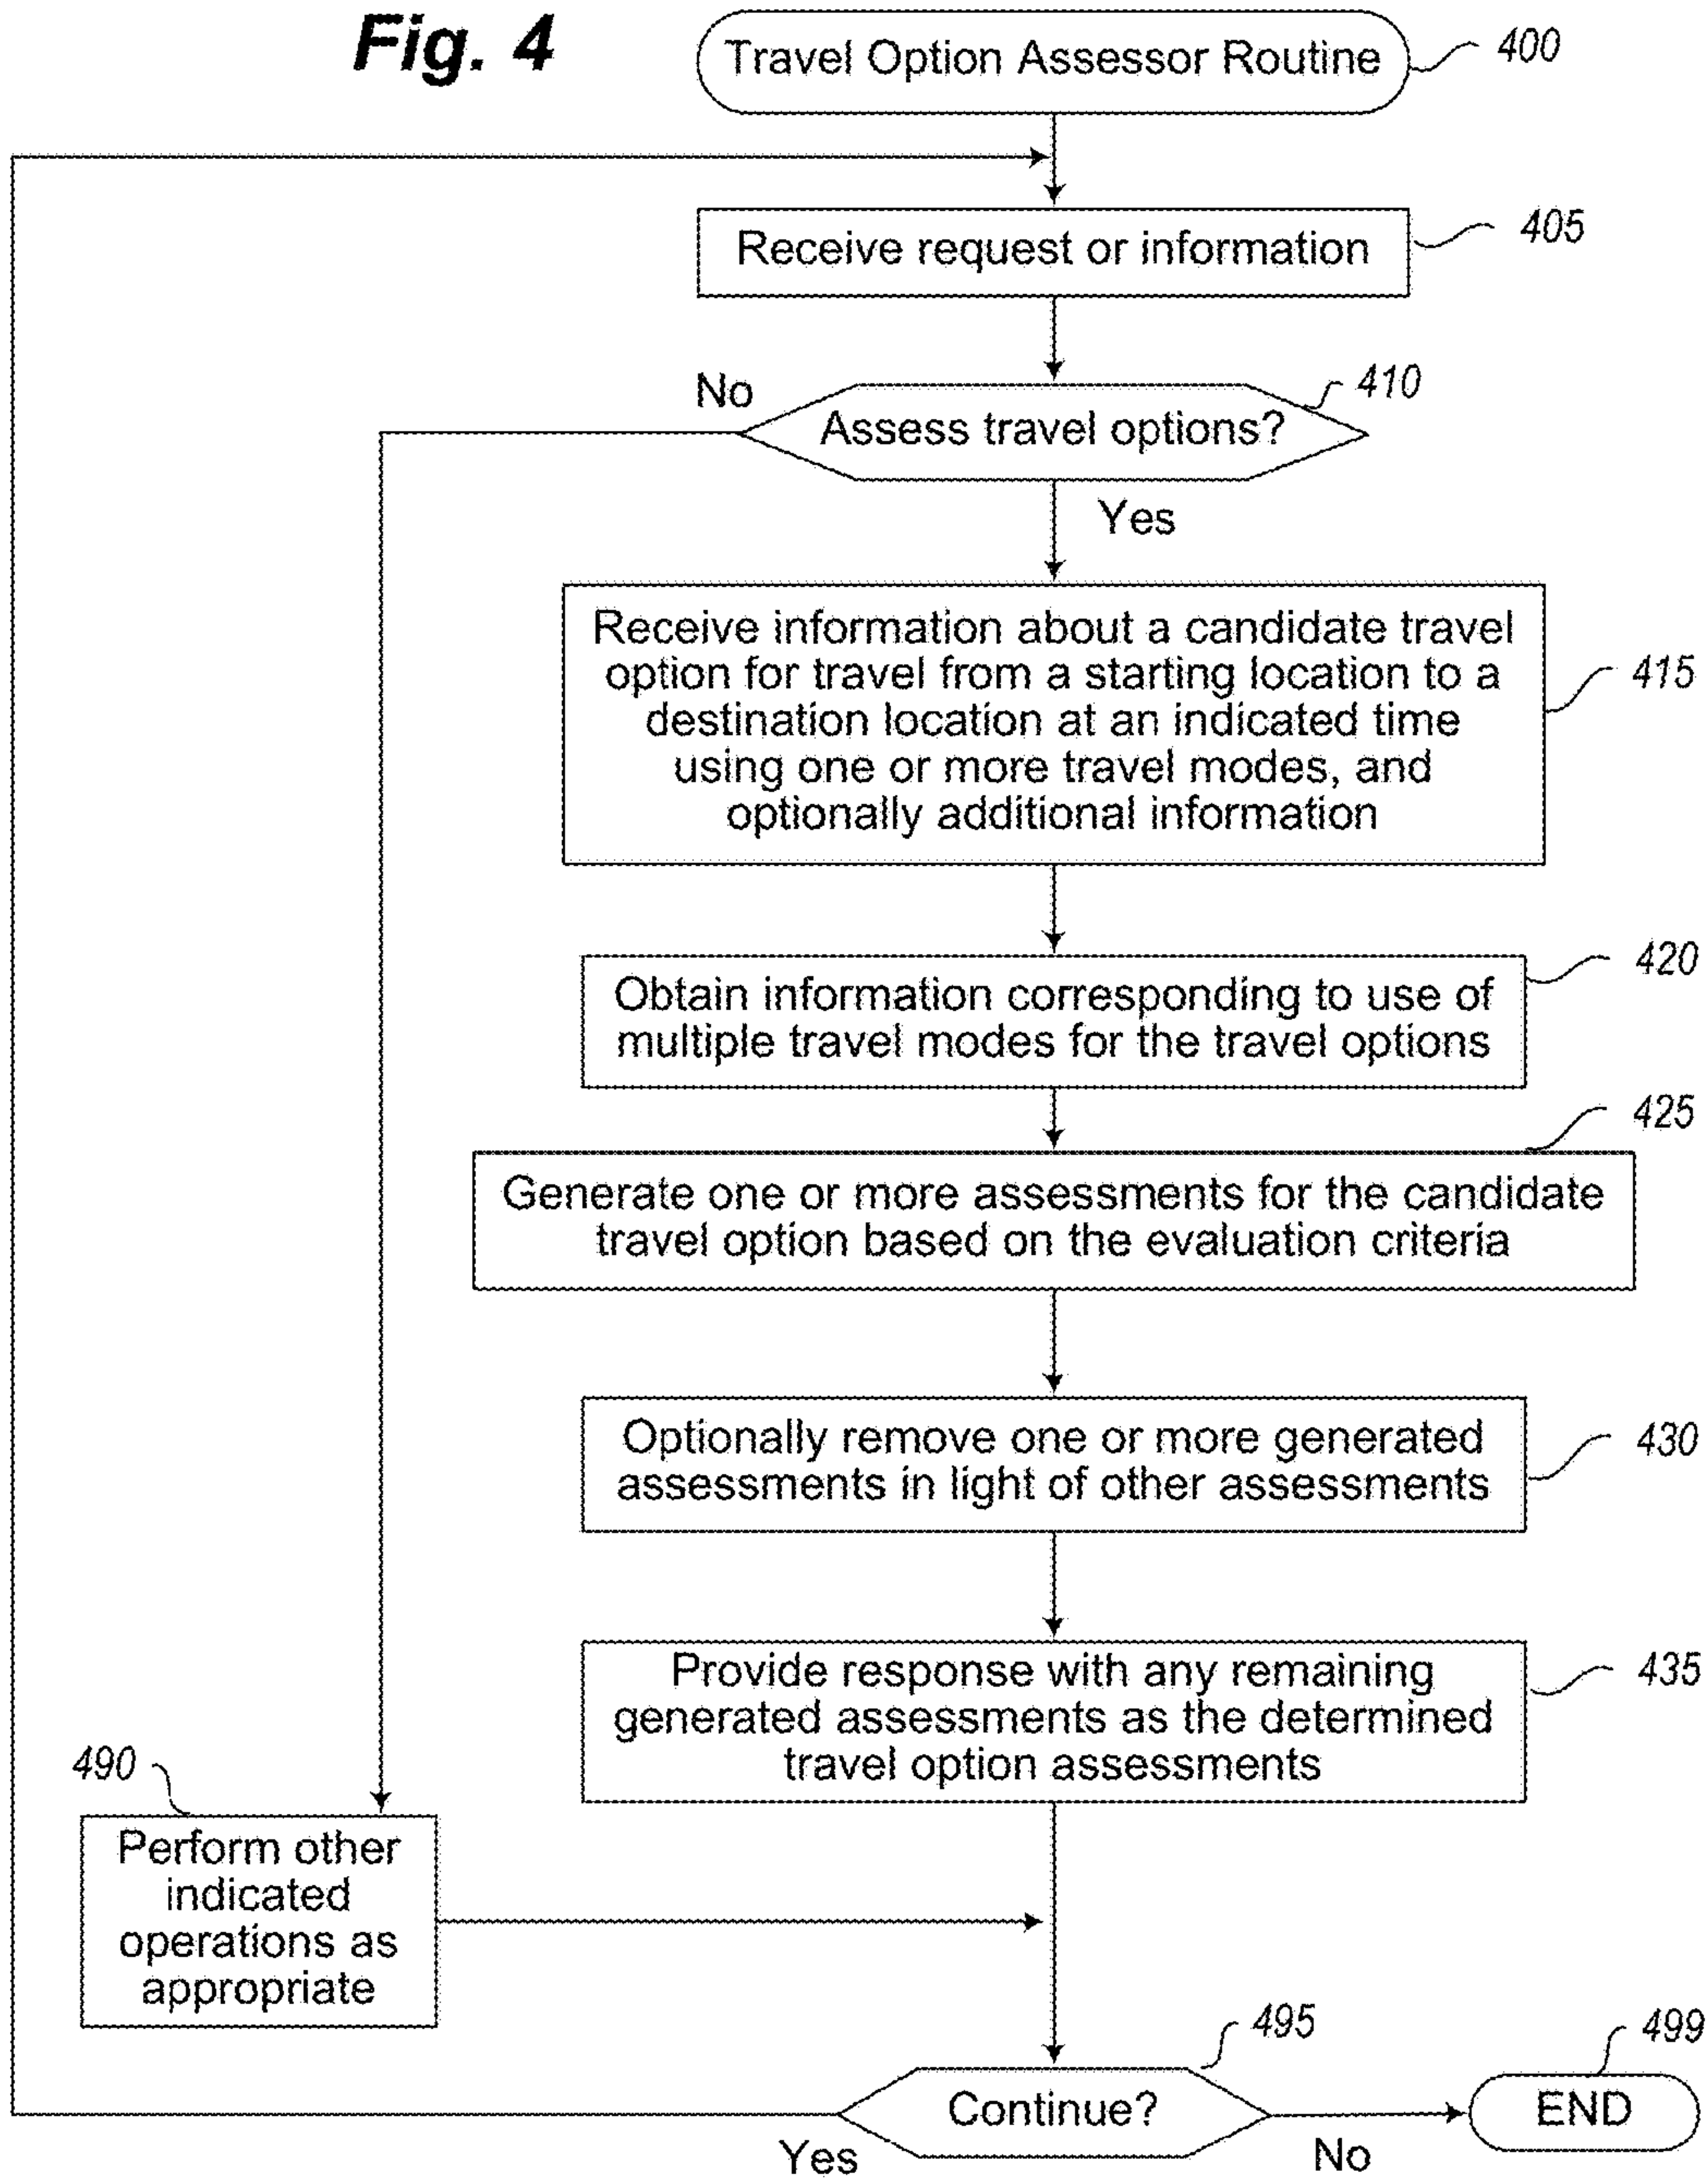 Fig. 4
Travel Option Assessor Routine
400
Receive request or information
405
No
Assess travel options?
410
Yes
Receive information about a candidate travel
option for travel from a starting location to a
destination location at an indicated time
using one or more travel modes, and
optionally additional information
415
Obtain information corresponding to use of
multiple travel modes for the travel options
420
425
Generate one or more assessments for the candidate
travel option based on the evaluation criteria
Optionally remove one or more generated
assessments in light of other assessments
430
Provide response with any remaining
generated assessments as the determined
travel option assessments
435
490
Perform other
indicated
operations as
appropriate
495
Continue?
Yes
No
499
END